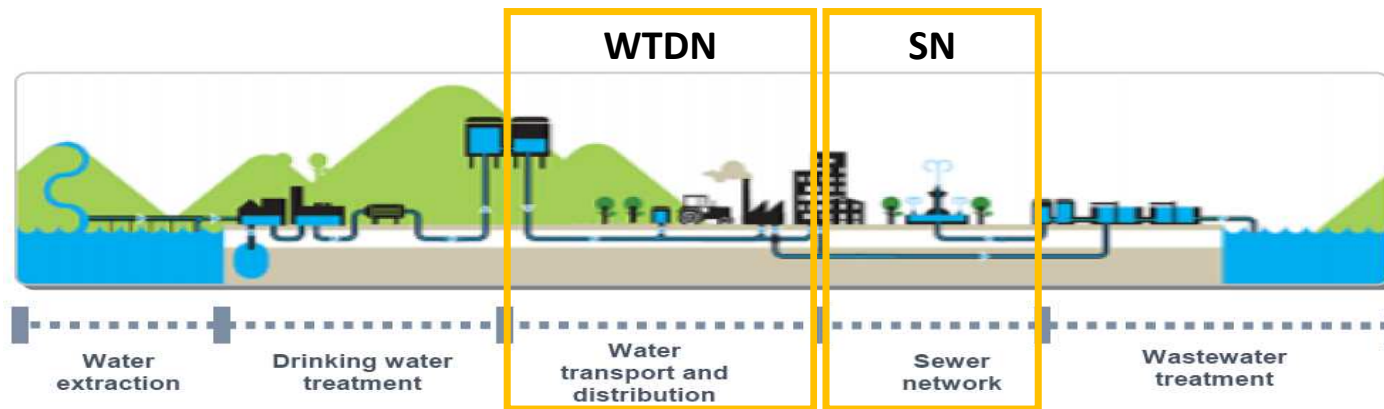 WTDN
SN
Water
extraction
Drinking water
treatment
Water
transport and
distribution
Sewer
network
Wastewater
treatment